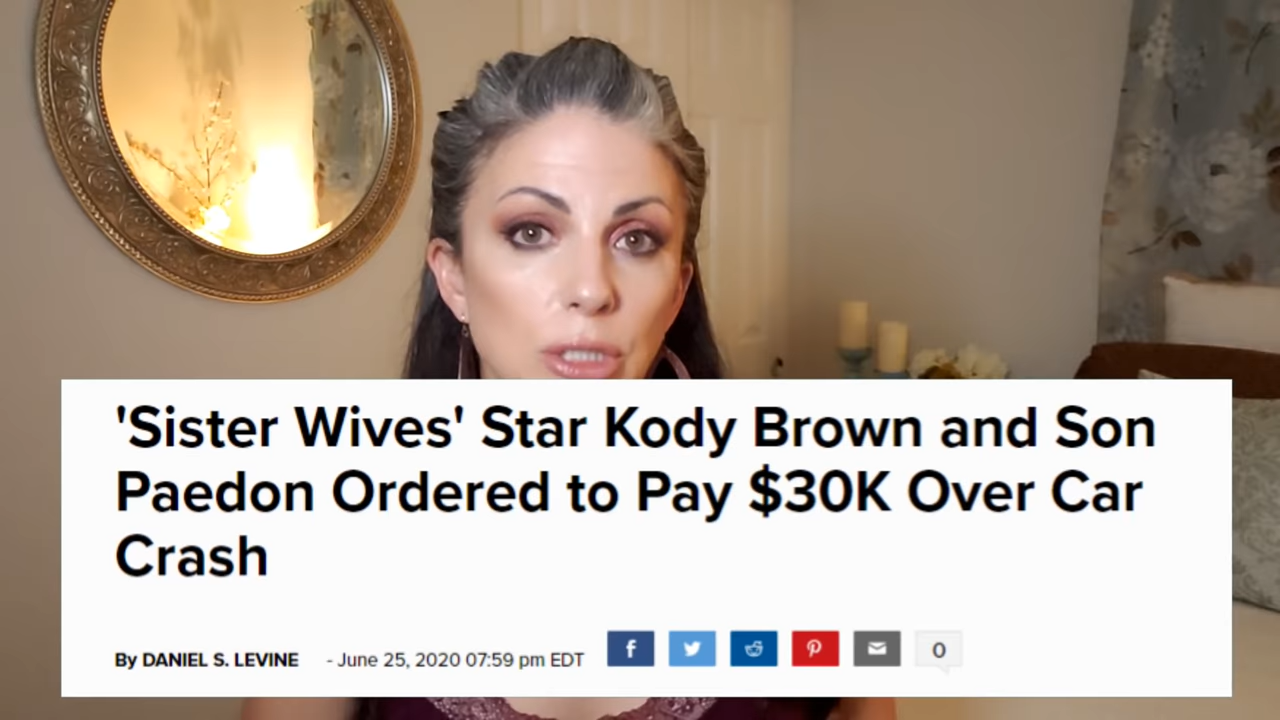 'Sister Wives' Star Kody Brown and Son
Paedon Ordered to Pay $30K Over Car
Crash
By DANIEL S. LEVINE - June 25, 2020 07:59 pm EDT 0